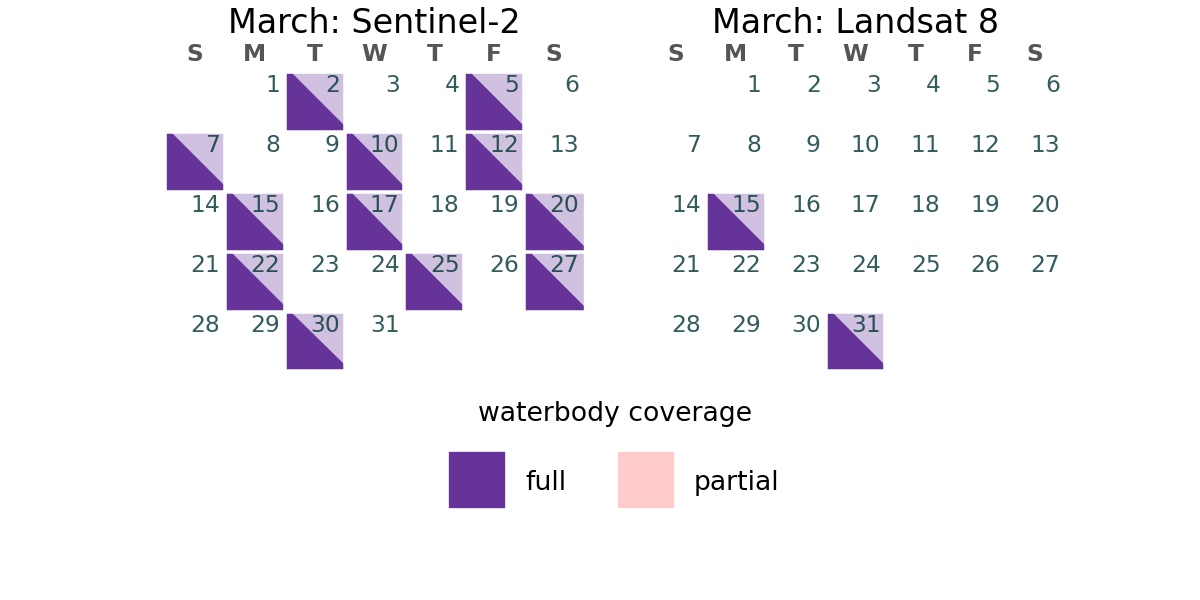 March: Sentinel-2
S M T W T F S
1 2 3 4 5 6
7 8 9 10 11 12 13
14 15 16 17 18 19 20
21 22 23 24 25 26 27
28 29 30 31
March: Landsat 8
S M T W T F S
1 2 3 4 5 6
7 8 9 10 11 12 13
14 15 16 17 18 19 20
21 22 23 24 25 26 27
28 29 30 31
waterbody coverage
full partial